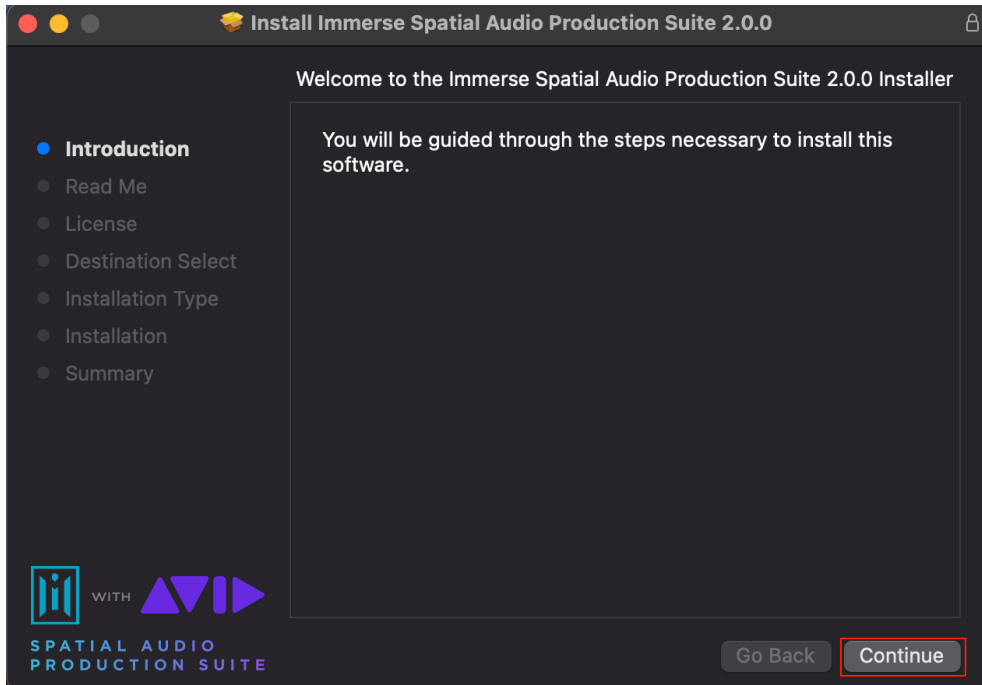 Install Immerse Spatial Audio Production Suite 2.0.0
Welcome to the Immerse Spatial Audio Production Suite 2.0.0 Installer
Introduction
Read Me
License
Destination Select
Installation Type
Installation
Summary
You will be guided through the steps necessary to install this
software.
WITH AVID
SPATIAL AUDIO
PRODUCTION SUITE
Go Back
Continue